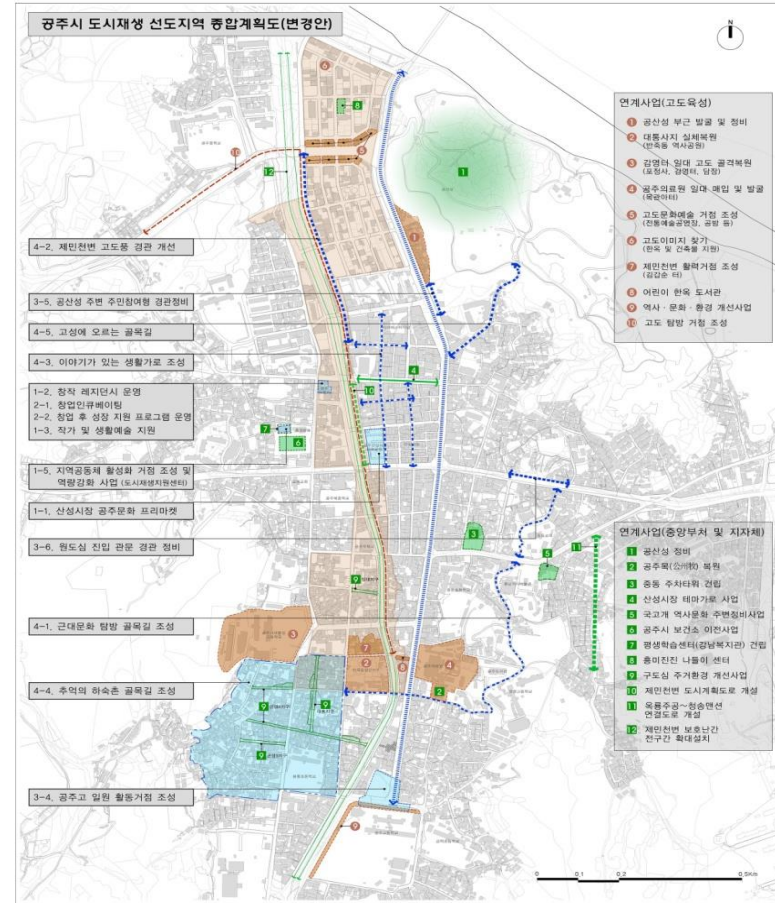 공주시 도시재생 선도지역 종합계획도(변경안)
N
연계사업(고도육성)
1 공산성 부근 발굴 및 정비
2 대통사지 실체복원
(반죽동 역사공원)
3 감영터 일대 고도 골격복원
(포정사, 감영터, 담장)
4 공주의료원 일대 매입 및 발굴
(목관아터)
5 고도문화예술 거점 조성
(전통예술공연장, 공방 등)
6 고도이미지 찾기
(한옥 및 건축물 지원)
7 제민천변 활력거점 조성
(김갑순 터)
8 어린이 한옥 도서관
9 역사·문화·환경 개선사업
10 고도 탐방 거점 조성
4-2, 제민천변 고도품 경관 개선
3-5, 공산성 주변 주민참여형 경관정비
4-5, 고성에 오르는 골목길
4-3, 이야기가 있는 생활가로 조성
1-2, 창작 레지던시 운영
2-1, 창업인큐베이팅
2-2, 창업 후 성장 지원 프로그램 운영
1-3, 작가 및 생활예술 지원
1-5, 지역공동체 활성화 거점 조성 및
역량강화 사업 (도시재생지원센터)
1-1, 산성시장 공주문화 프리마켓
3-6, 원도심 진입 관문 경관 정비
4-1, 근대문화 탐방 골목길 조성
4-4, 추억의 하숙촌 골목길 조성
3-4, 공주고 일원 활동거점 조성
연계사업(중앙부처 및 지자체)
1 공산성 정비
2 공주목(公州牧) 복원
3 중동 주차타워 건립
4 산성시장 테마가로 사업
5 국고개 역사문화 주변정비사업
6 공주시 보건소 이전사업
7 평생학습센터(강남복지관) 건립
8 흥미진진 나들이 센터
9 구도심 주거환경 개선사업
10 제민천변 도시계획도로 개설
11 옥룡주공~청송맨션
연결도로 개설
12 제민천변 보호난간
전구간 확대설치
0 0.1 0.2 0.5Km